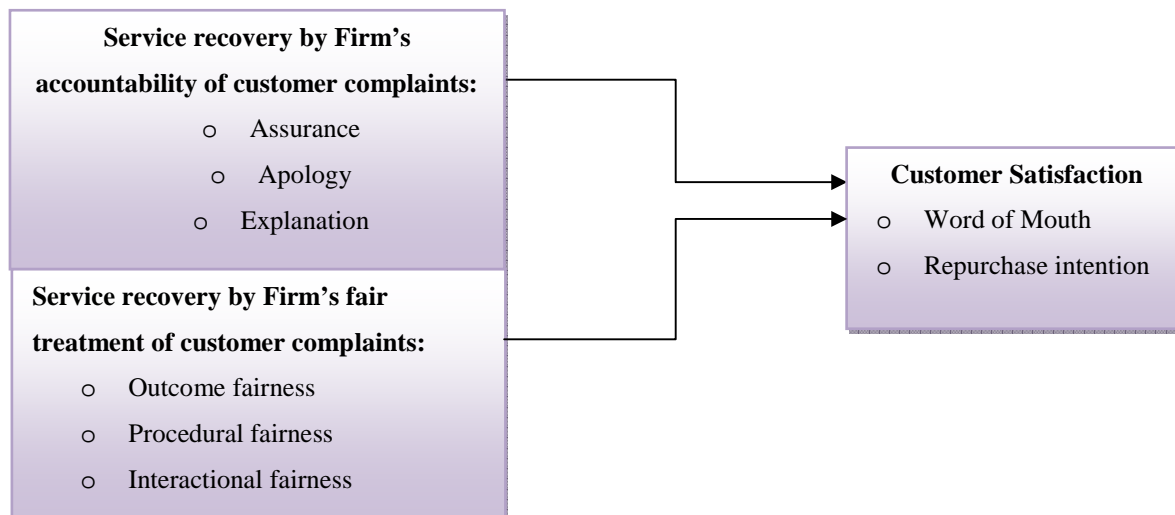 Service recovery by Firm’s
accountability of customer complaints:
o Assurance
o Apology
o Explanation
Service recovery by Firm’s fair
treatment of customer complaints:
o Outcome fairness
o Procedural fairness
o Interactional fairness
Customer Satisfaction
o Word of Mouth
o Repurchase intention